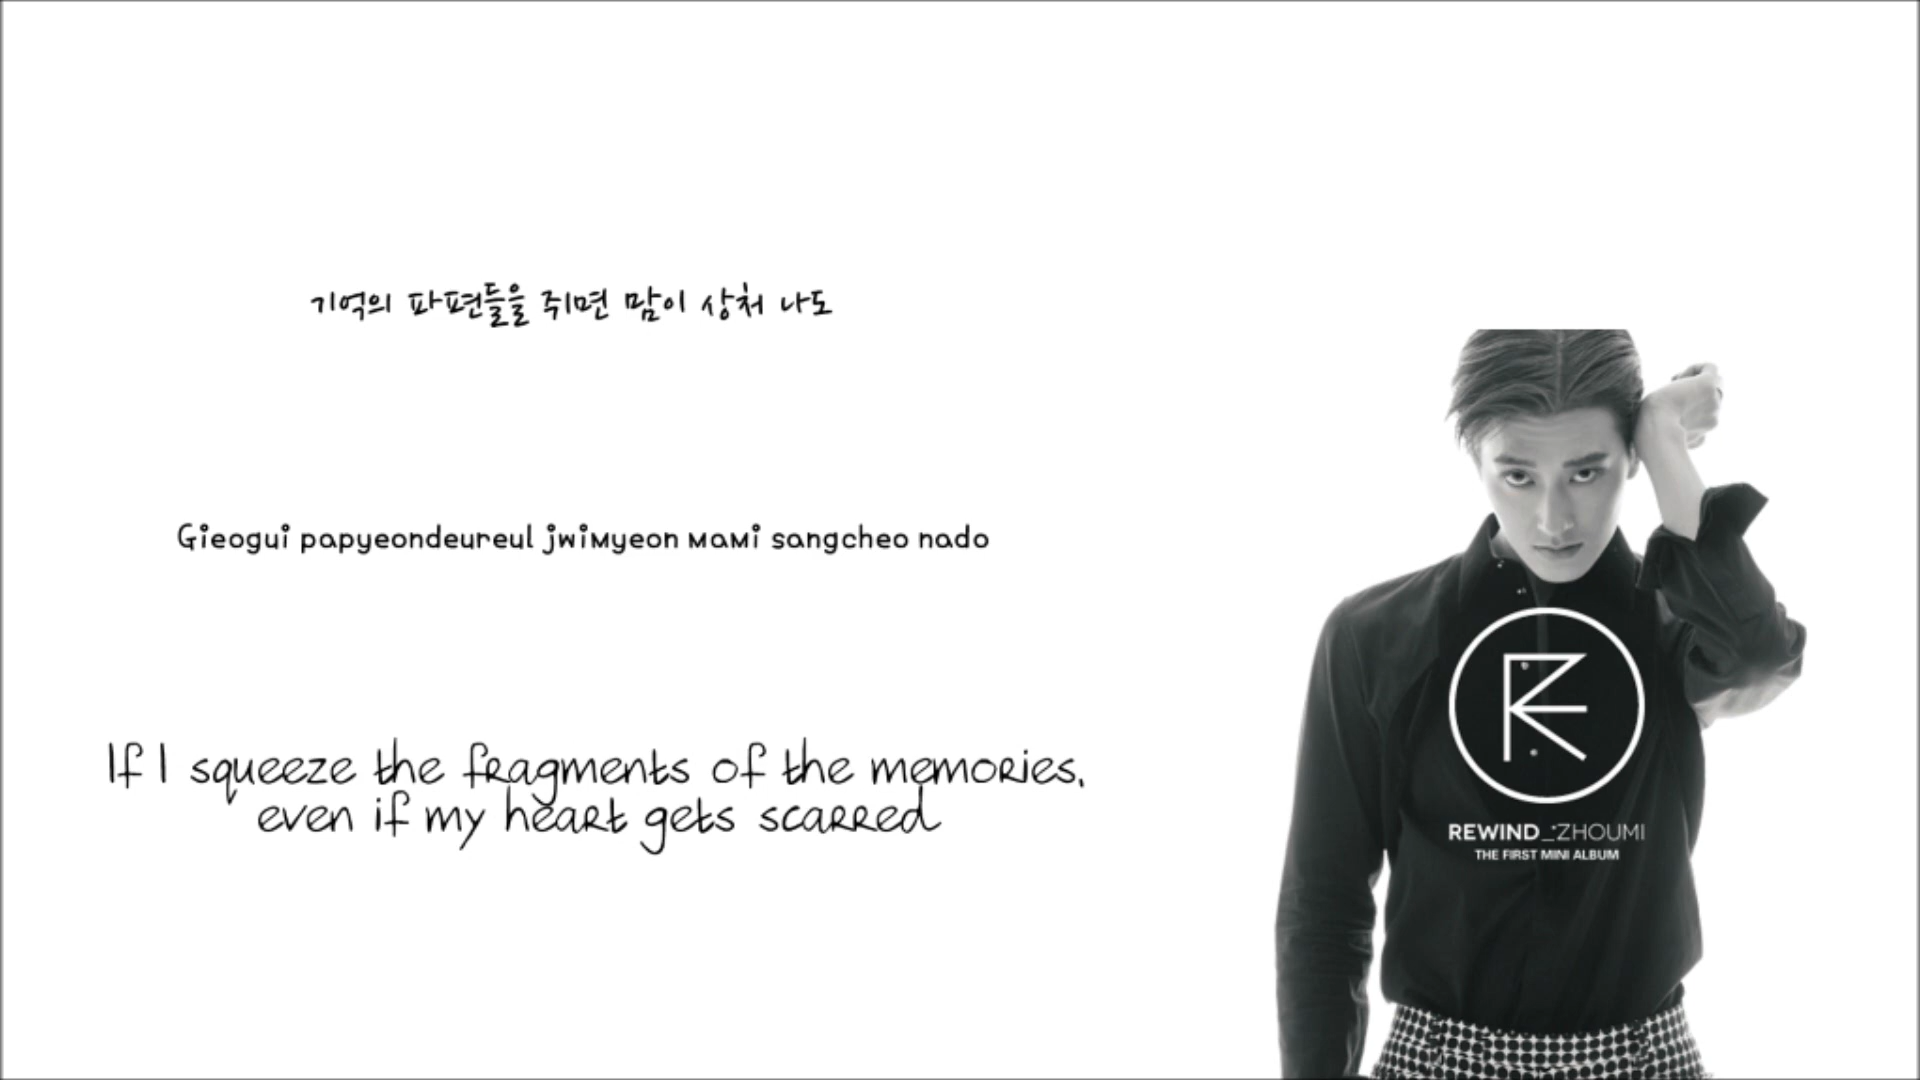 기억의 파편들을 쥐면 맘이 상처 나도
Gieogui papyeondeureul jwimyeon mami sangcheo nado
If I squeeze the fragments of the memories,
even if my heart gets scarred
REWIND_ZHOUMI
THE FIRST MINI ALBUM